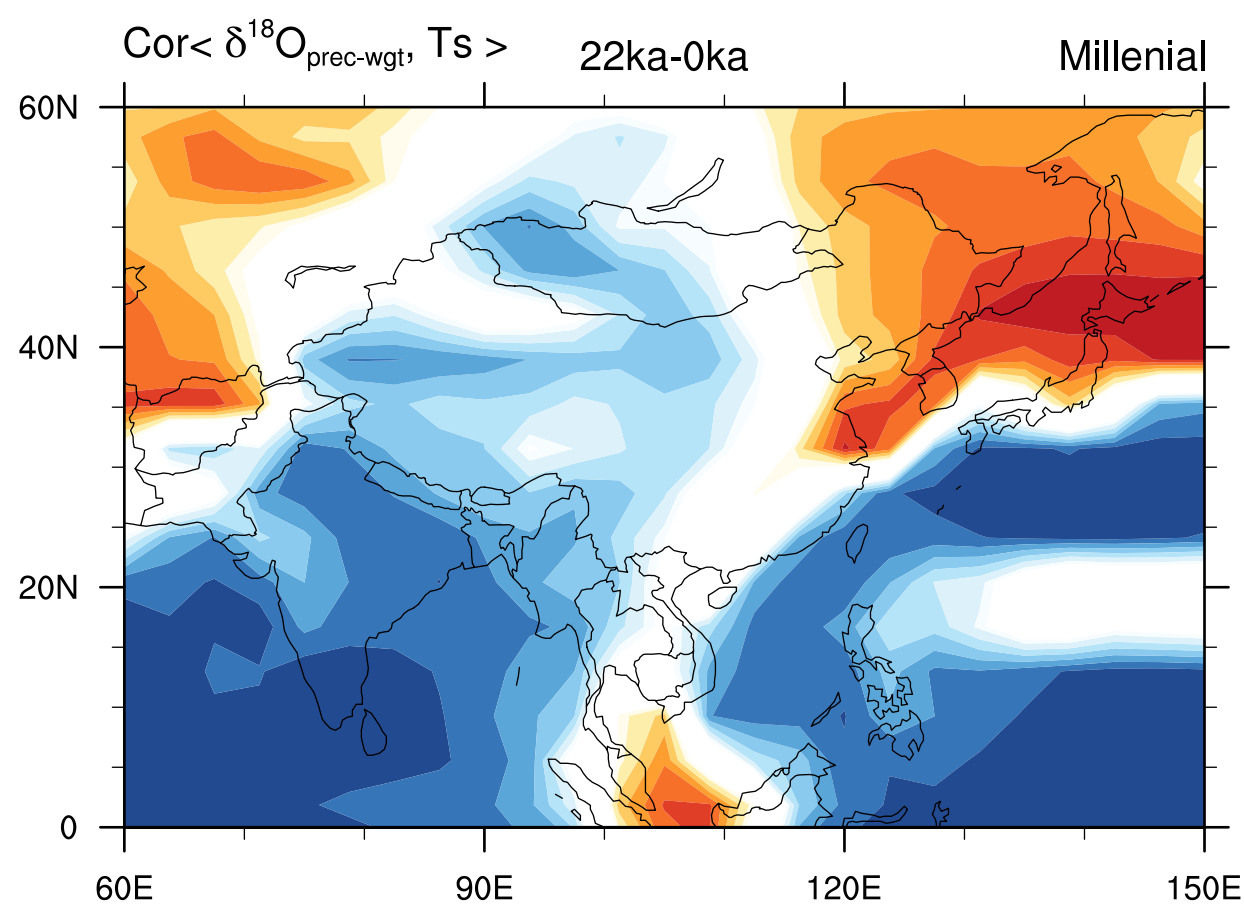 Cor< δ¹⁸Oprec-wgt, Ts > 22ka-0ka Millenial
60N
40N
20N
0
60E 90E 120E 150E